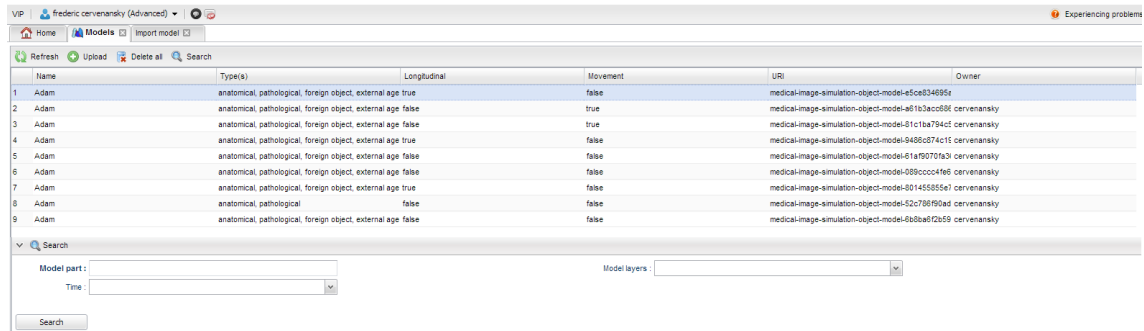 VIP frederic cervenansky (Advanced) Experiencing problems
Home Models Import model
Refresh Upload Delete all Search
Name Type(s) Longitudinal Movement URI Owner
1 Adam anatomical, pathological, foreign object, external age true false medical-image-simulation-object-model-e5ce834695a
2 Adam anatomical, pathological, foreign object, external age false true medical-image-simulation-object-model-a61b3acc686 cervenansky
3 Adam anatomical, pathological, foreign object, external age false true medical-image-simulation-object-model-81c1ba794c5 cervenansky
4 Adam anatomical, pathological, foreign object, external age true false medical-image-simulation-object-model-9486c874c19 cervenansky
5 Adam anatomical, pathological, foreign object, external age false false medical-image-simulation-object-model-61af9070fa3 cervenansky
6 Adam anatomical, pathological, foreign object, external age false false medical-image-simulation-object-model-089cccc4fe6 cervenansky
7 Adam anatomical, pathological, foreign object, external age true false medical-image-simulation-object-model-801455855e7 cervenansky
8 Adam anatomical, pathological false false medical-image-simulation-object-model-52c786f90ad cervenansky
9 Adam anatomical, pathological, foreign object, external age false false medical-image-simulation-object-model-6b8ba6f2b59 cervenansky
Search
Model part : Model layers :
Time :
Search